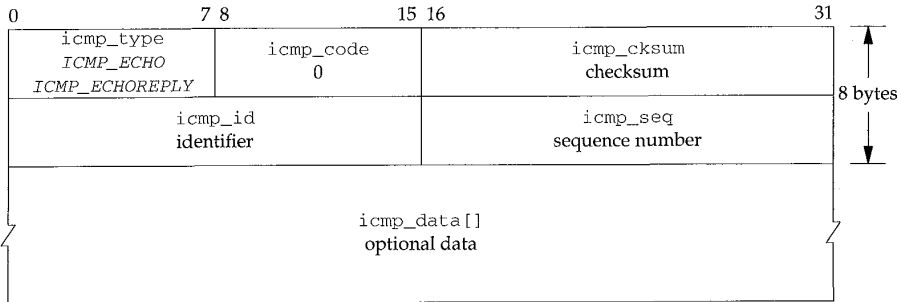 0 7 8 15 16 31
icmp_type
ICMP_ECHO
ICMP_ECHOREPLY
icmp_code
0
icmp_cksum
checksum
8 bytes
icmp_id
identifier
icmp_seq
sequence number
icmp_data[]
optional data